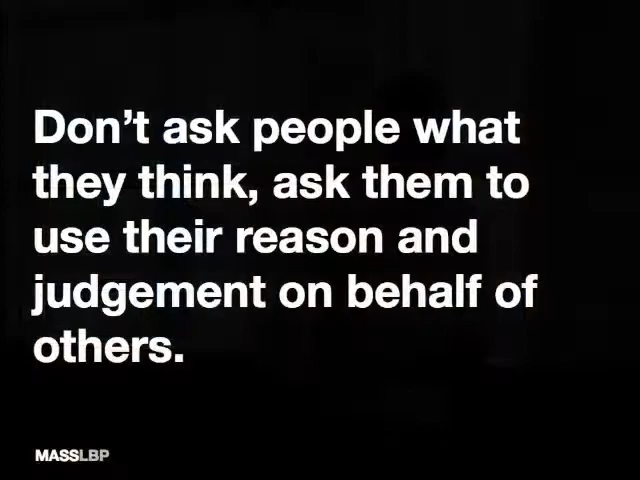 Don’t ask people what
they think, ask them to
use their reason and
judgement on behalf of
others.
MASSLBP